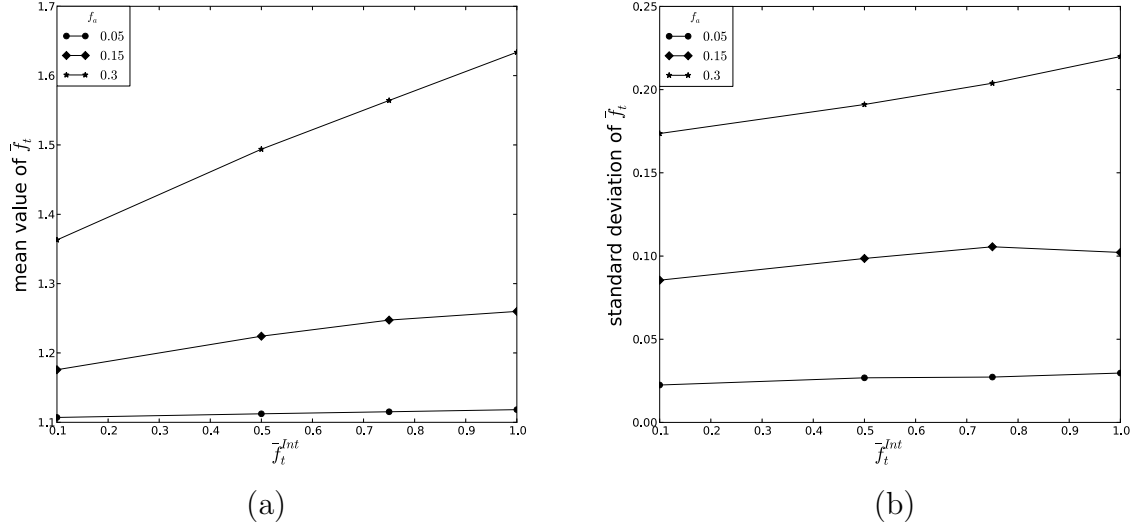 1.7
1.6
1.5
1.4
1.3
1.2
1.1
mean value of f̄_t
f_a
0.05
0.15
0.3
0.1 0.2 0.3 0.4 0.5 0.6 0.7 0.8 0.9 1.0
f̄_t^{Int}
(a)
0.25
0.20
0.15
0.10
0.05
0.00
standard deviation of f̄_t
f_a
0.05
0.15
0.3
0.1 0.2 0.3 0.4 0.5 0.6 0.7 0.8 0.9 1.0
f̄_t^{Int}
(b)